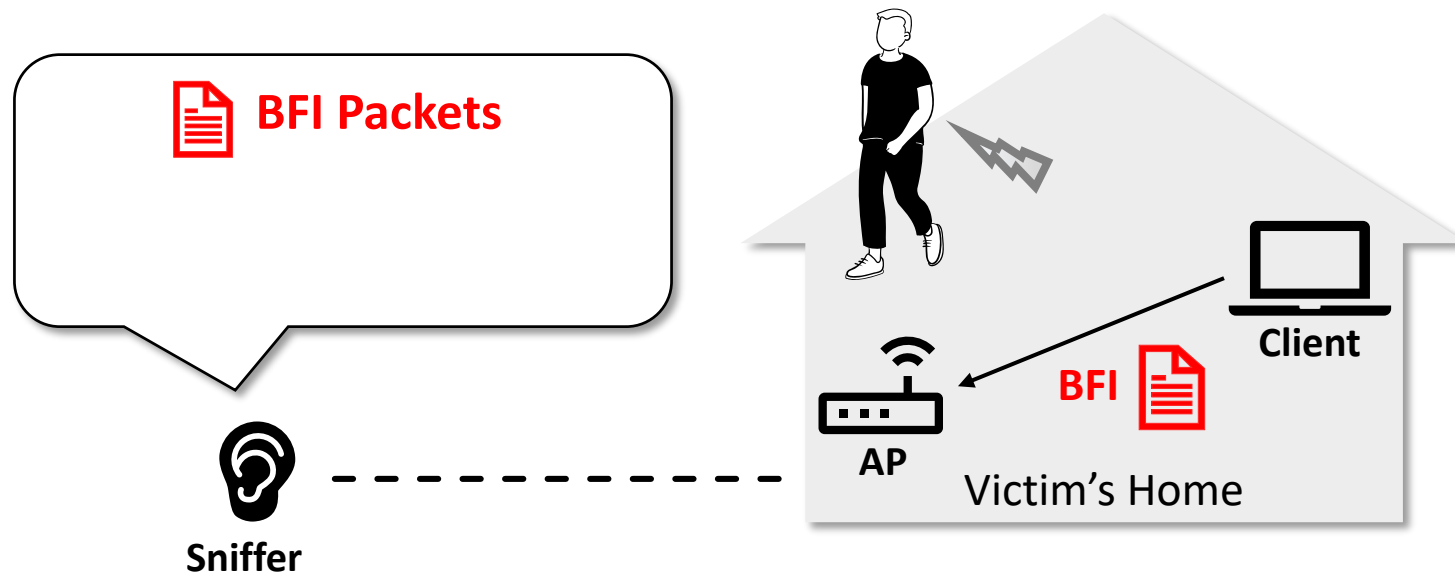 BFI Packets
Client
BFI
AP
Victim's Home
Sniffer